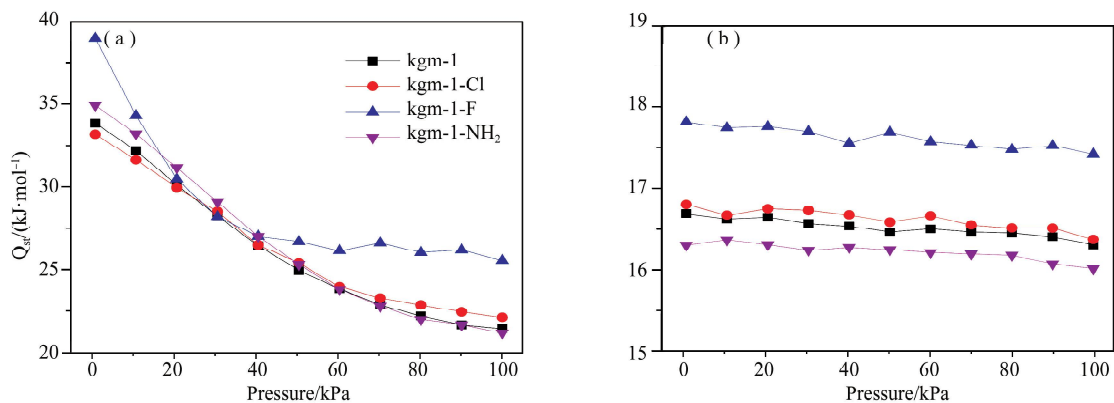 40
35
30
25
20
Q_st/(kJ·mol⁻¹)
( a )
kgm-1
kgm-1-Cl
kgm-1-F
kgm-1-NH₂
0 20 40 60 80 100
Pressure/kPa
19
18
17
16
15
( b )
0 20 40 60 80 100
Pressure/kPa